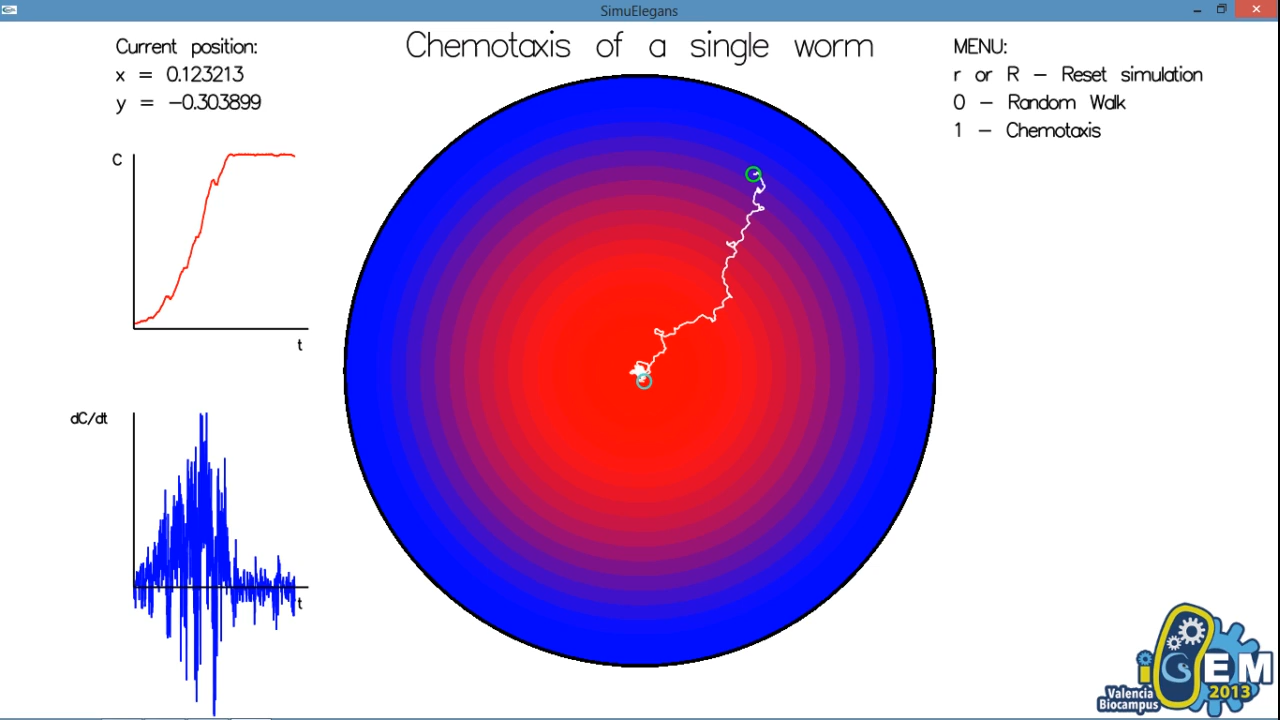 SimuElegans
Current position:
x = 0.123213
y = -0.303899
Chemotaxis of a single worm
MENU:
r or R - Reset simulation
0 - Random Walk
1 - Chemotaxis
C
t
dC/dt
t
iGEM
Valencia
Biocampus
2013